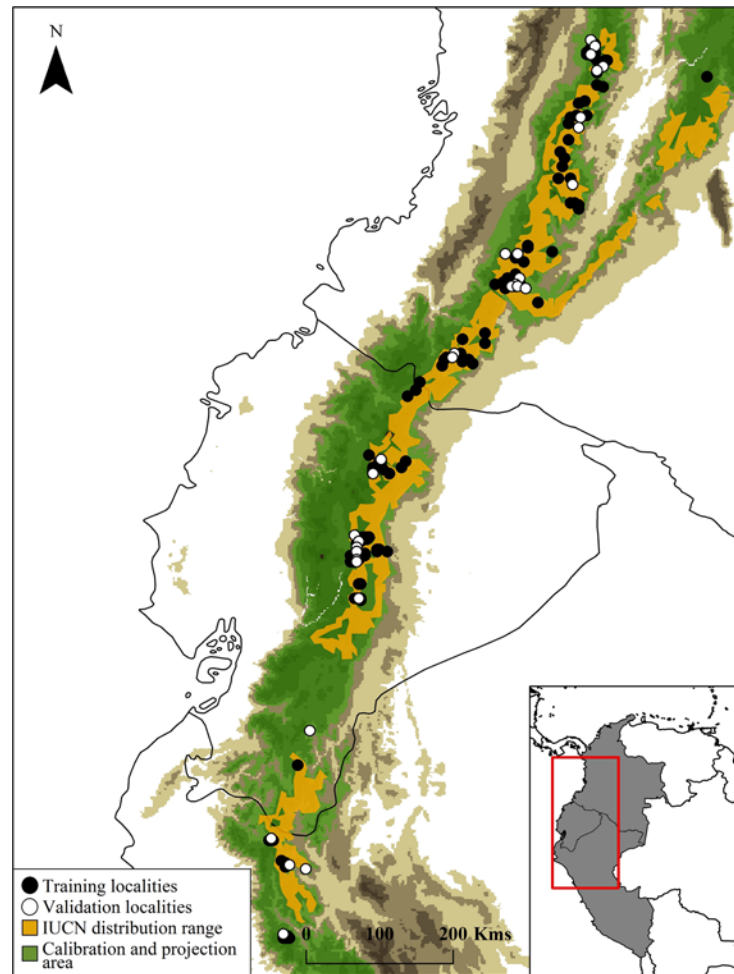 N
Training localities
Validation localities
IUCN distribution range
Calibration and projection
area
0 100 200 Kms